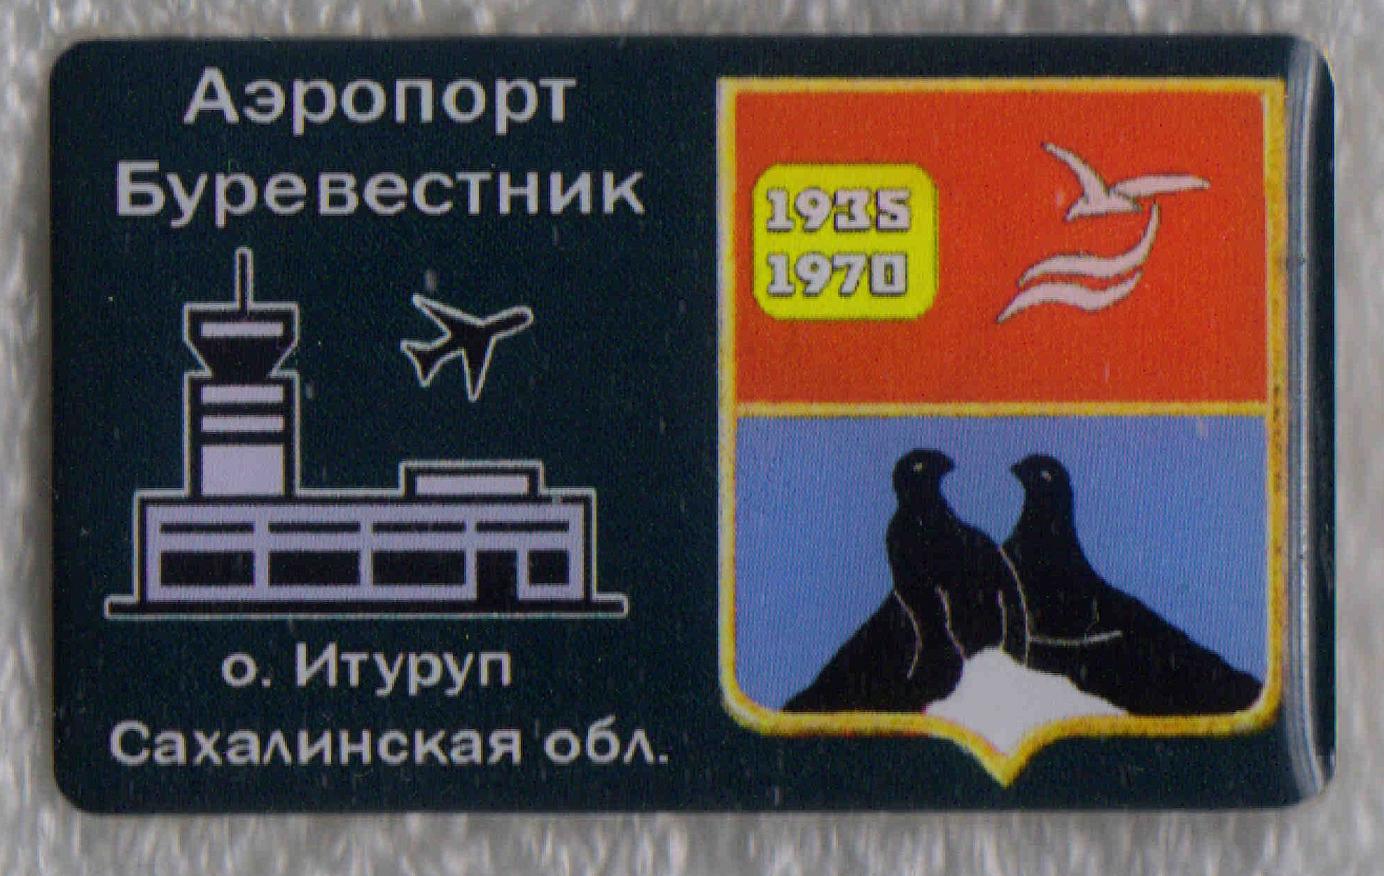 Аэропорт
Буревестник
1935
1970
о. Итуруп
Сахалинская обл.